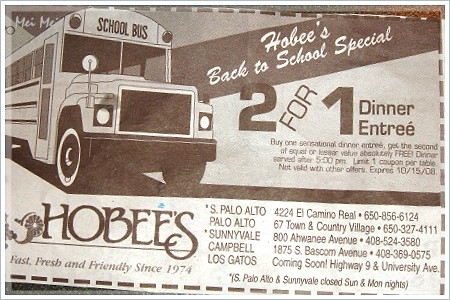 Mei Mei
SCHOOL BUS
Hobee's
Back to School Special
2 FOR 1
Dinner
Entreé
Buy one sensational dinner entreé, get the second
of equal or lesser value absolutely FREE! Dinner
served after 5:00 pm. Limit 1 coupon per table.
Not valid with other offers. Expires 10/15/08.
HOBEE'S
Fast, Fresh and Friendly Since 1974
*S. PALO ALTO 4224 El Camino Real • 650-856-6124
PALO ALTO 67 Town & Country Village • 650-327-4111
*SUNNYVALE 800 Ahwanee Avenue • 408-524-3580
CAMPBELL 1875 S. Bascom Avenue • 408-369-0575
LOS GATOS Coming Soon! Highway 9 & University Ave.
*(S. Palo Alto & Sunnyvale closed Sun & Mon nights)